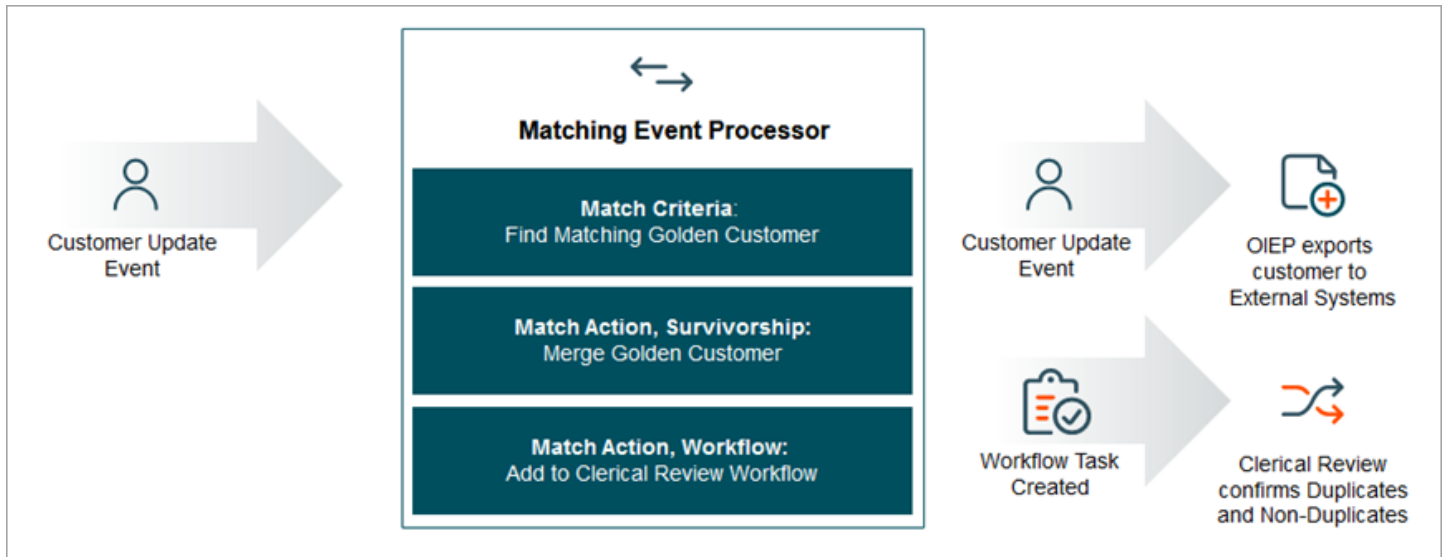 Customer Update
Event
Matching Event Processor
Match Criteria:
Find Matching Golden Customer
Match Action, Survivorship:
Merge Golden Customer
Match Action, Workflow:
Add to Clerical Review Workflow
Customer Update
Event
OIEP exports
customer to
External Systems
Workflow Task
Created
Clerical Review
confirms Duplicates
and Non-Duplicates